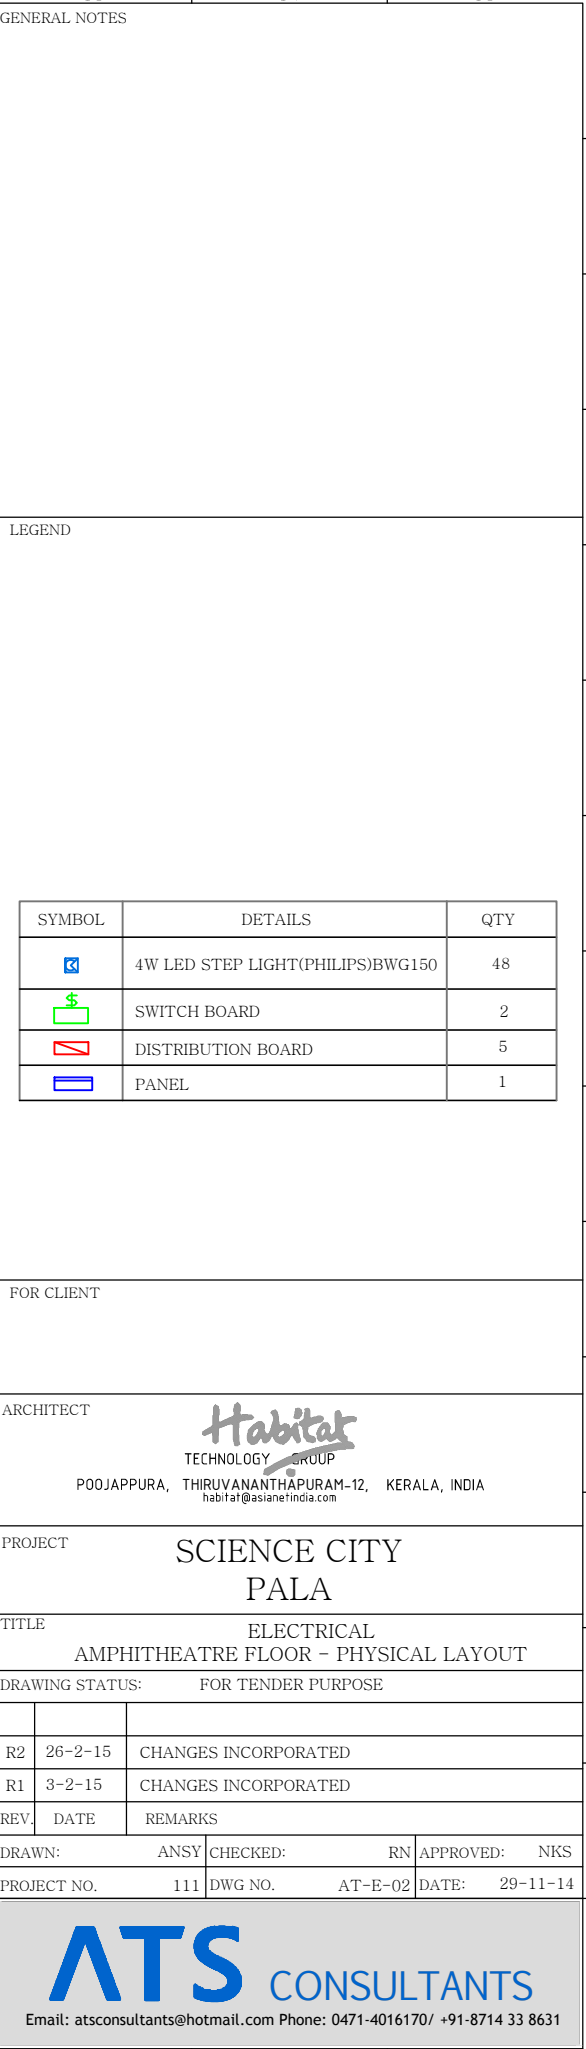 GENERAL NOTES
LEGEND
SYMBOL DETAILS QTY
4W LED STEP LIGHT(PHILIPS)BWG150 48
$
SWITCH BOARD 2
DISTRIBUTION BOARD 5
PANEL 1
FOR CLIENT
ARCHITECT
Habitat
TECHNOLOGY GROUP
POOJAPPURA, THIRUVANANTHAPURAM-12, KERALA, INDIA
habitat@asianetindia.com
PROJECT
SCIENCE CITY
PALA
TITLE
ELECTRICAL
AMPHITHEATRE FLOOR - PHYSICAL LAYOUT
DRAWING STATUS: FOR TENDER PURPOSE
R2 26-2-15 CHANGES INCORPORATED
R1 3-2-15 CHANGES INCORPORATED
REV. DATE REMARKS
DRAWN: ANSY CHECKED: RN APPROVED: NKS
PROJECT NO. 111 DWG NO. AT-E-02 DATE: 29-11-14
ATS CONSULTANTS
Email: atsconsultants@hotmail.com Phone: 0471-4016170/ +91-8714 33 8631